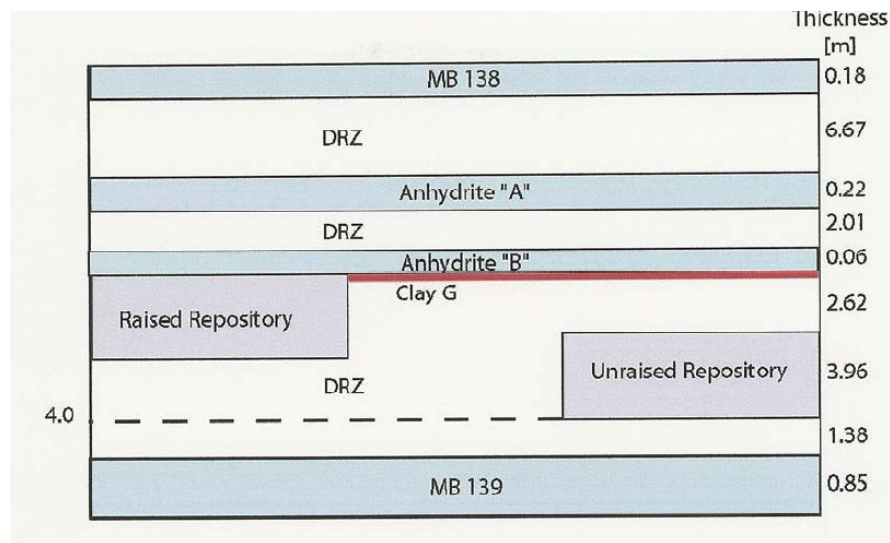 Thickness
[m]
MB 138
0.18
DRZ
6.67
Anhydrite "A"
0.22
DRZ
2.01
Anhydrite "B"
0.06
Clay G
2.62
Raised Repository
Unraised Repository
3.96
DRZ
4.0
1.38
MB 139
0.85